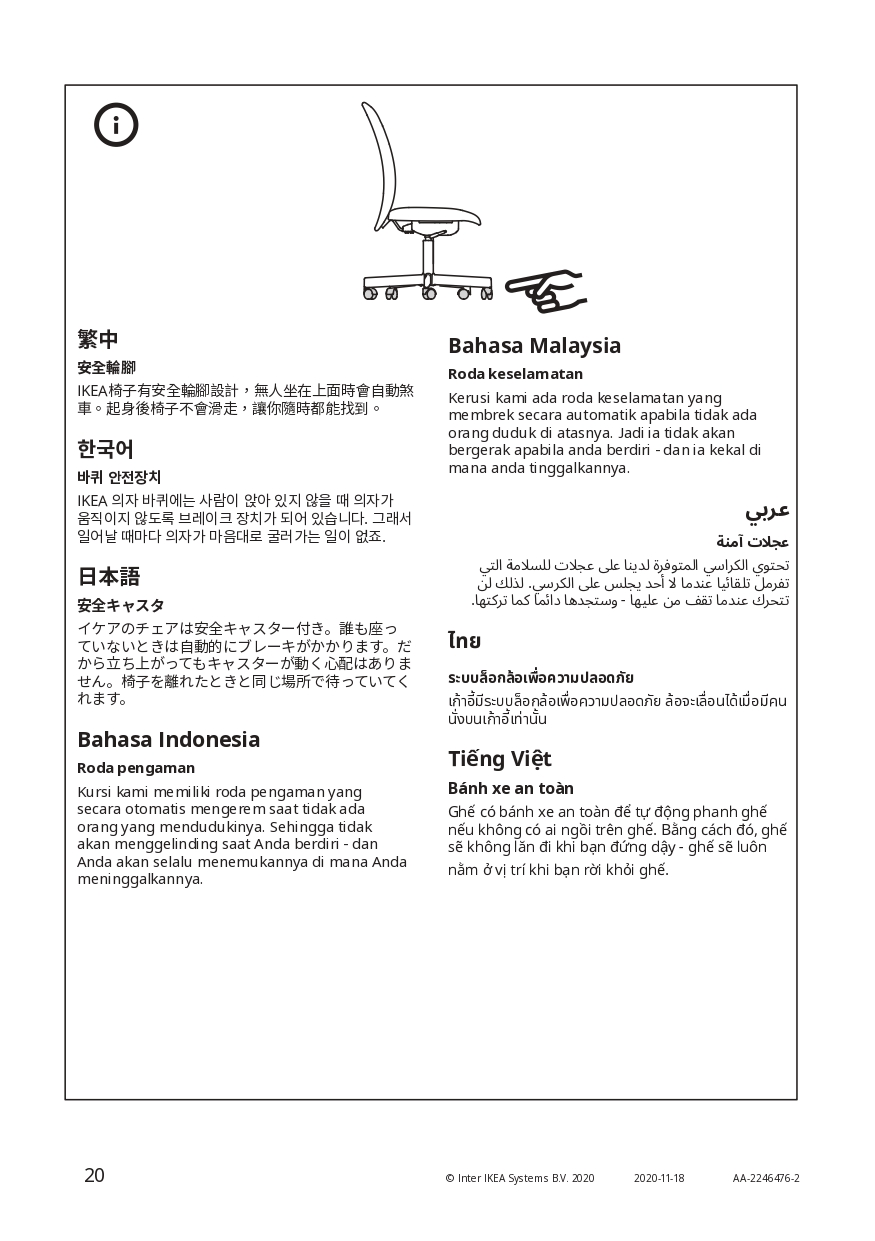 繁中
安全輪腳
IKEA椅子有安全輪腳設計，無人坐在上面時會自動煞
車。起身後椅子不會滑走，讓你隨時都能找到。
한국어
바퀴 안전장치
IKEA 의자 바퀴에는 사람이 앉아 있지 않을 때 의자가
움직이지 않도록 브레이크 장치가 되어 있습니다. 그래서
일어날 때마다 의자가 마음대로 굴러가는 일이 없죠.
日本語
安全キャスタ
イケアのチェアは安全キャスター付き。誰も座っ
ていないときは自動的にブレーキがかかります。だ
から立ち上がってもキャスターが動く心配はありま
せん。椅子を離れたときと同じ場所で待っていてく
れます。
Bahasa Indonesia
Roda pengaman
Kursi kami memiliki roda pengaman yang
secara otomatis mengerem saat tidak ada
orang yang mendudukinya. Sehingga tidak
akan menggelinding saat Anda berdiri - dan
Anda akan selalu menemukannya di mana Anda
meninggalkannya.
Bahasa Malaysia
Roda keselamatan
Kerusi kami ada roda keselamatan yang
membrek secara automatik apabila tidak ada
orang duduk di atasnya. Jadi ia tidak akan
bergerak apabila anda berdiri - dan ia kekal di
mana anda tinggalkannya.
عربي
عجلات آمنة
تحتوي الكراسي المتوفرة لدينا على عجلات للسلامة التي
تفرمل تلقائيا عندما لا أحد يجلس على الكرسي. لذلك لن
تتحرك عندما تقف من عليها - وستجدها دائماً كما تركتها.
ไทย
ระบบล็อกล้อเพื่อความปลอดภัย
เก้าอี้มีระบบล็อกล้อเพื่อความปลอดภัย ล้อจะเลื่อนได้เมื่อมีคน
นั่งบนเก้าอี้เท่านั้น
Tiếng Việt
Bánh xe an toàn
Ghế có bánh xe an toàn để tự động phanh ghế
nếu không có ai ngồi trên ghế. Bằng cách đó, ghế
sẽ không lăn đi khi bạn đứng dậy - ghế sẽ luôn
nằm ở vị trí khi bạn rời khỏi ghế.
20
© Inter IKEA Systems B.V. 2020
2020-11-18
AA-2246476-2